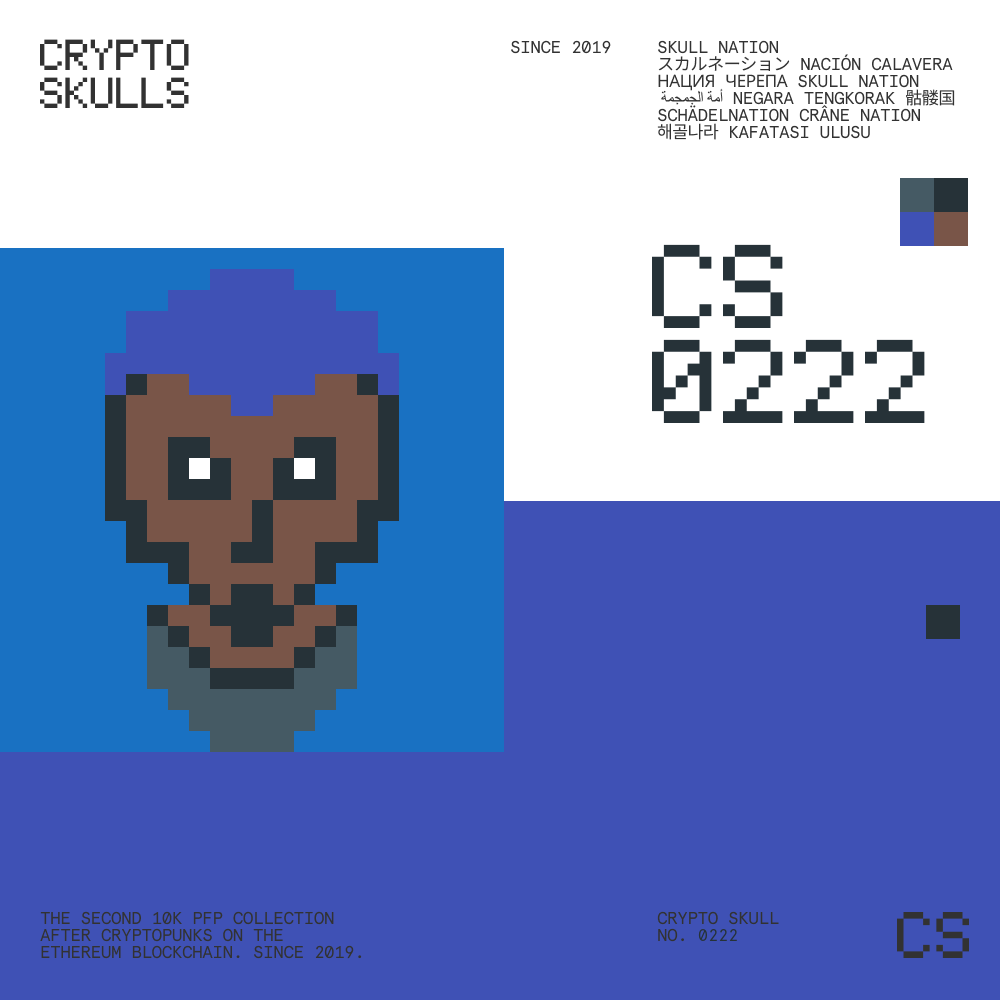 CRYPTO
SKULLS
SINCE 2019
SKULL NATION
スカルネーション NACIÓN CALAVERA
НАЦИЯ ЧЕРЕПА SKULL NATION
أمة الجمجمة NEGARA TENGKORAK 骷髅国
SCHÄDELNATION CRÂNE NATION
해골나라 KAFATASI ULUSU
CS
0222
THE SECOND 10K PFP COLLECTION
AFTER CRYPTOPUNKS ON THE
ETHEREUM BLOCKCHAIN. SINCE 2019.
CRYPTO SKULL
NO. 0222
CS